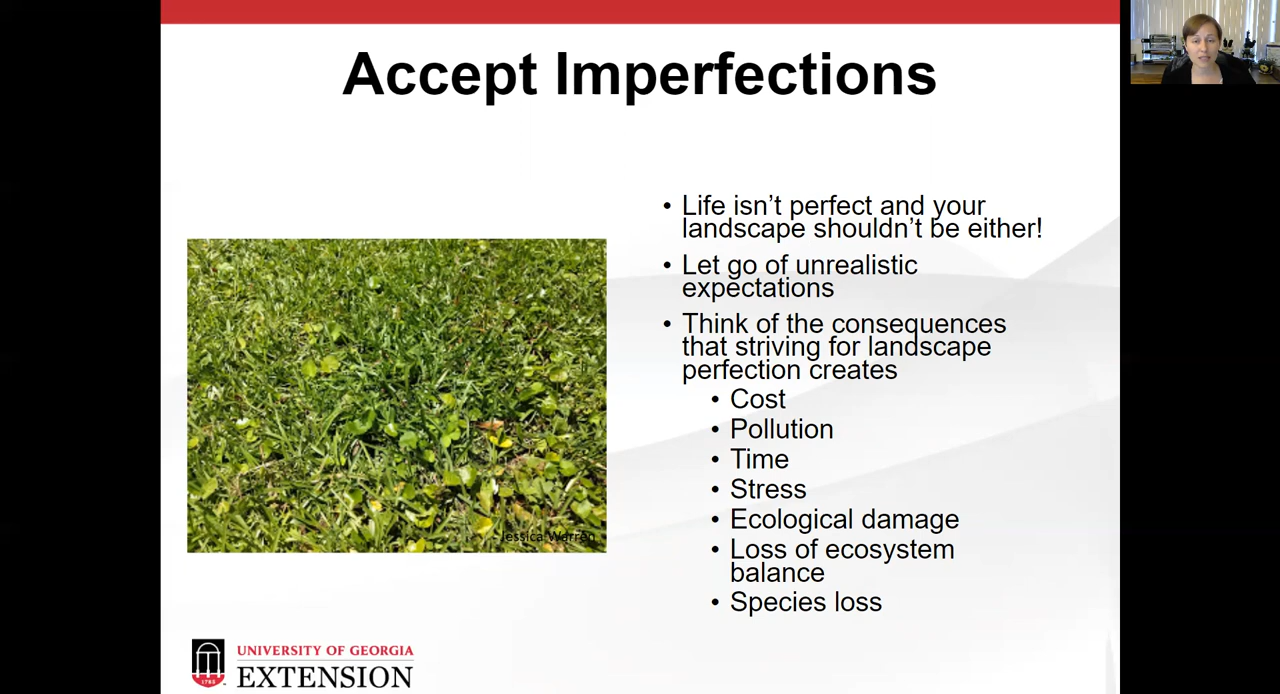 Accept Imperfections
• Life isn’t perfect and your
landscape shouldn’t be either!
• Let go of unrealistic
expectations
• Think of the consequences
that striving for landscape
perfection creates
• Cost
• Pollution
• Time
• Stress
• Ecological damage
• Loss of ecosystem
balance
• Species loss
Jessica Warren
1785
UNIVERSITY OF GEORGIA
EXTENSION